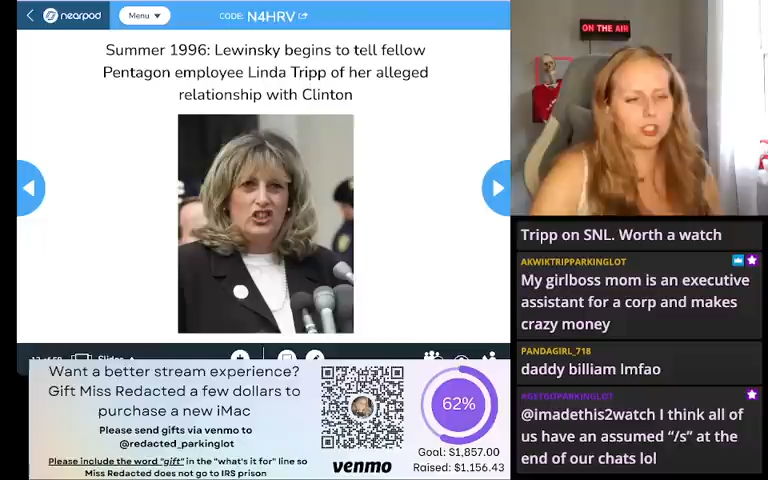 nearpod
Menu
CODE: N4HRV
ON THE AIR
Summer 1996: Lewinsky begins to tell fellow
Pentagon employee Linda Tripp of her alleged
relationship with Clinton
Tripp on SNL. Worth a watch
AKWIKTRIPPARKINGLOT
My girlboss mom is an executive
assistant for a corp and makes
crazy money
PANDAGIRL_718
daddy billiam lmfao
#GETGOPARKINGLOT
@imadethis2watch I think all of
us have an assumed “/s” at the
end of our chats lol
Want a better stream experience?
Gift Miss Redacted a few dollars to
purchase a new iMac
Please send gifts via venmo to
@redacted_parkinglot
Please include the word "gift" in the "what's it for" line so
Miss Redacted does not go to IRS prison
venmo
62%
Goal: $1,857.00
Raised: $1,156.43